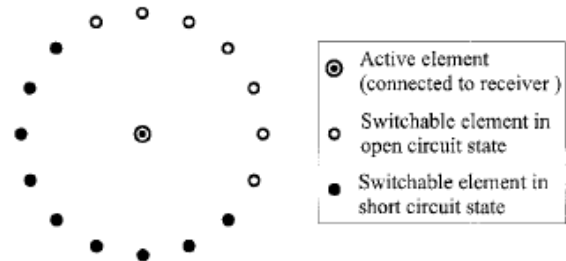 Active element
(connected to receiver )
Switchable element in
open circuit state
Switchable element in
short circuit state